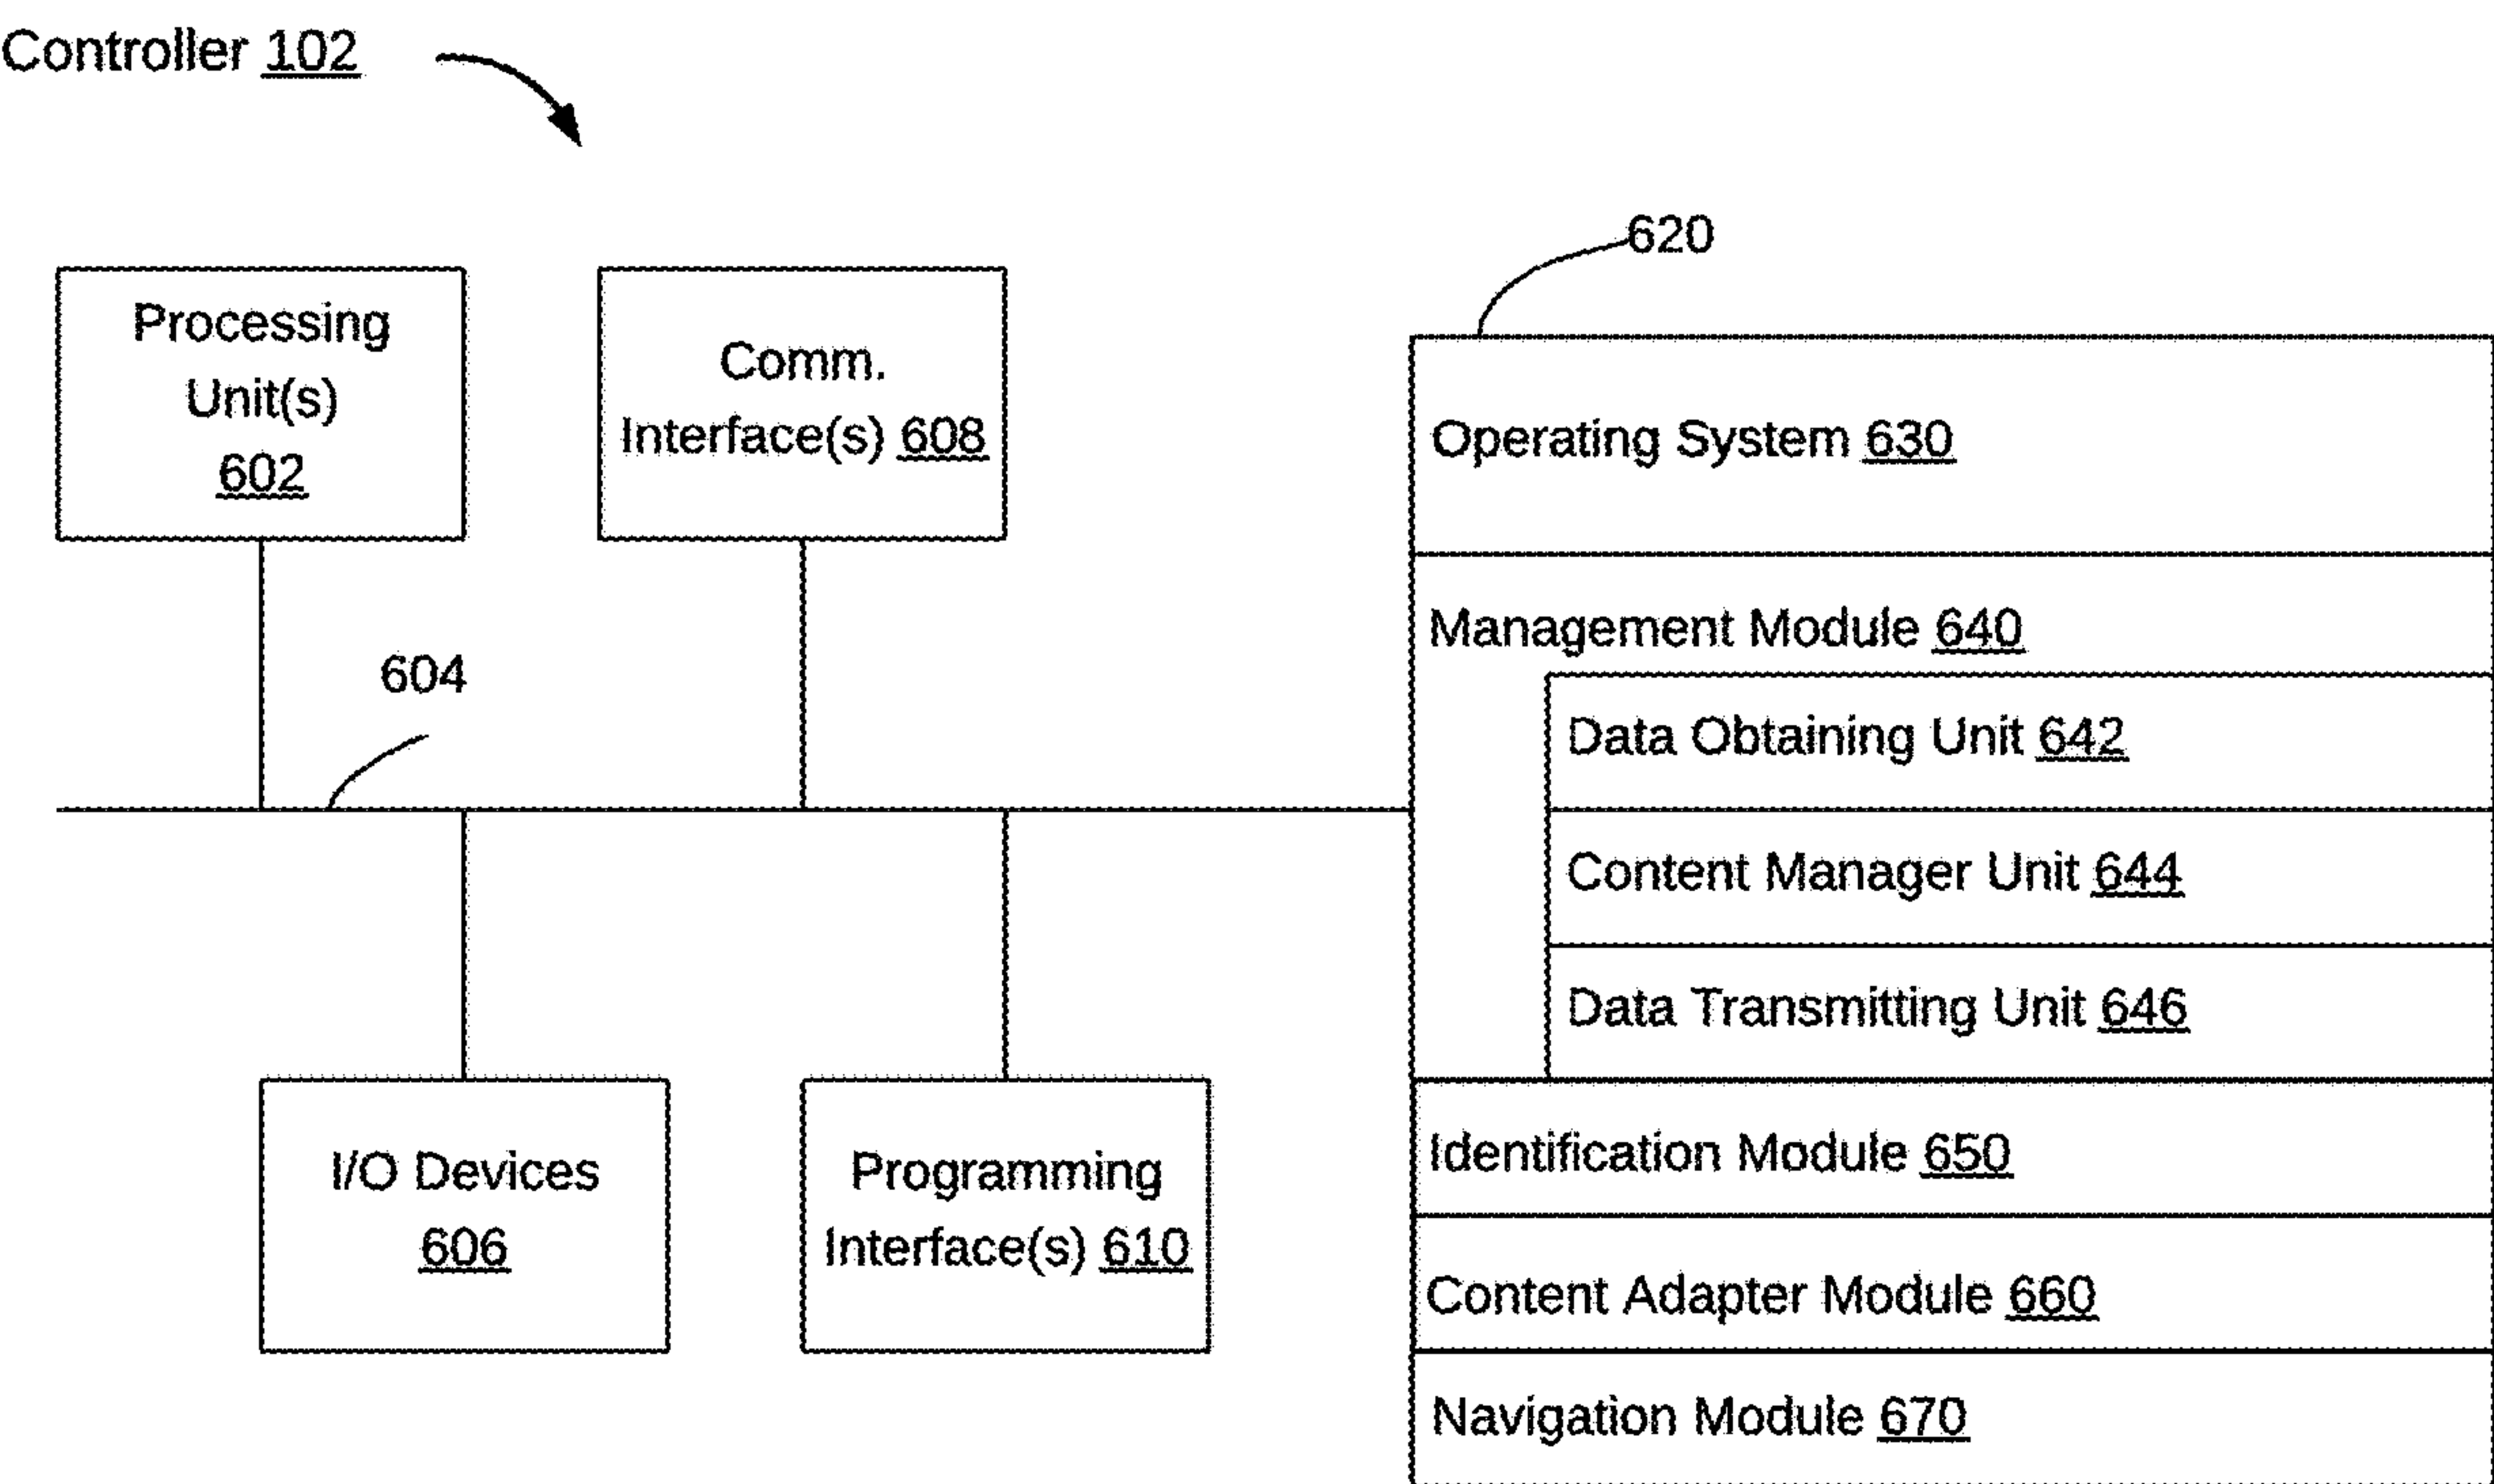 Controller 102
620
Processing
Unit(s)
602
Comm.
Interface(s) 608
604
I/O Devices
606
Programming
Interface(s) 610
Operating System 630
Management Module 640
Data Obtaining Unit 642
Content Manager Unit 644
Data Transmitting Unit 646
Identification Module 650
Content Adapter Module 660
Navigation Module 670